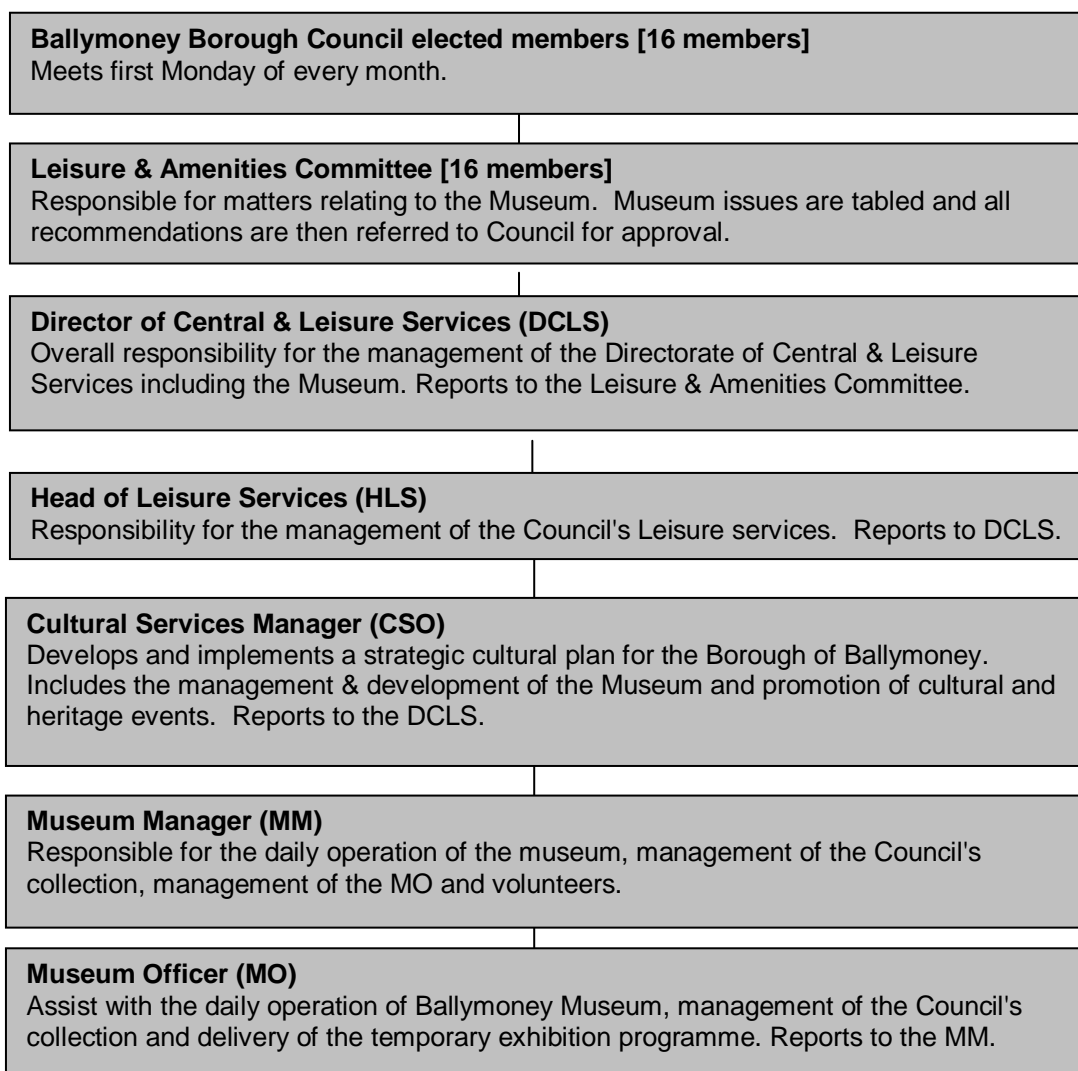 Ballymoney Borough Council elected members [16 members]
Meets first Monday of every month.
Leisure & Amenities Committee [16 members]
Responsible for matters relating to the Museum.  Museum issues are tabled and all
recommendations are then referred to Council for approval.
Director of Central & Leisure Services (DCLS)
Overall responsibility for the management of the Directorate of Central & Leisure
Services including the Museum. Reports to the Leisure & Amenities Committee.
Head of Leisure Services (HLS)
Responsibility for the management of the Council's Leisure services.  Reports to DCLS.
Cultural Services Manager (CSO)
Develops and implements a strategic cultural plan for the Borough of Ballymoney.
Includes the management & development of the Museum and promotion of cultural and
heritage events.  Reports to the DCLS.
Museum Manager (MM)
Responsible for the daily operation of the museum, management of the Council's
collection, management of the MO and volunteers.
Museum Officer (MO)
Assist with the daily operation of Ballymoney Museum, management of the Council's
collection and delivery of the temporary exhibition programme. Reports to the MM.